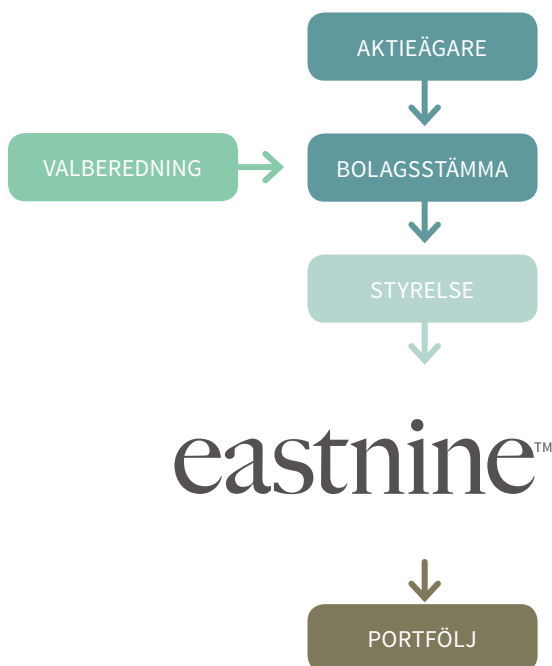 AKTIEÄGARE
VALBEREDNING
BOLAGSSTÄMMA
STYRELSE
eastnine™
PORTFÖLJ